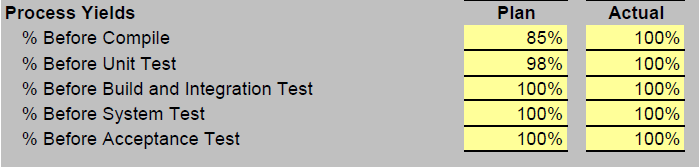 Process Yields Plan Actual
% Before Compile 85% 100%
% Before Unit Test 98% 100%
% Before Build and Integration Test 100% 100%
% Before System Test 100% 100%
% Before Acceptance Test 100% 100%